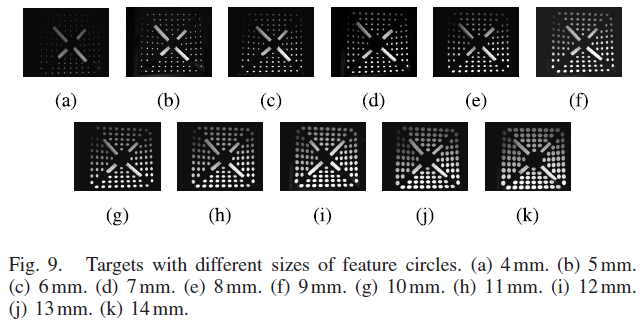 (a) (b) (c) (d) (e) (f)
(g) (h) (i) (j) (k)
Fig. 9. Targets with different sizes of feature circles. (a) 4 mm. (b) 5 mm.
(c) 6 mm. (d) 7 mm. (e) 8 mm. (f) 9 mm. (g) 10 mm. (h) 11 mm. (i) 12 mm.
(j) 13 mm. (k) 14 mm.